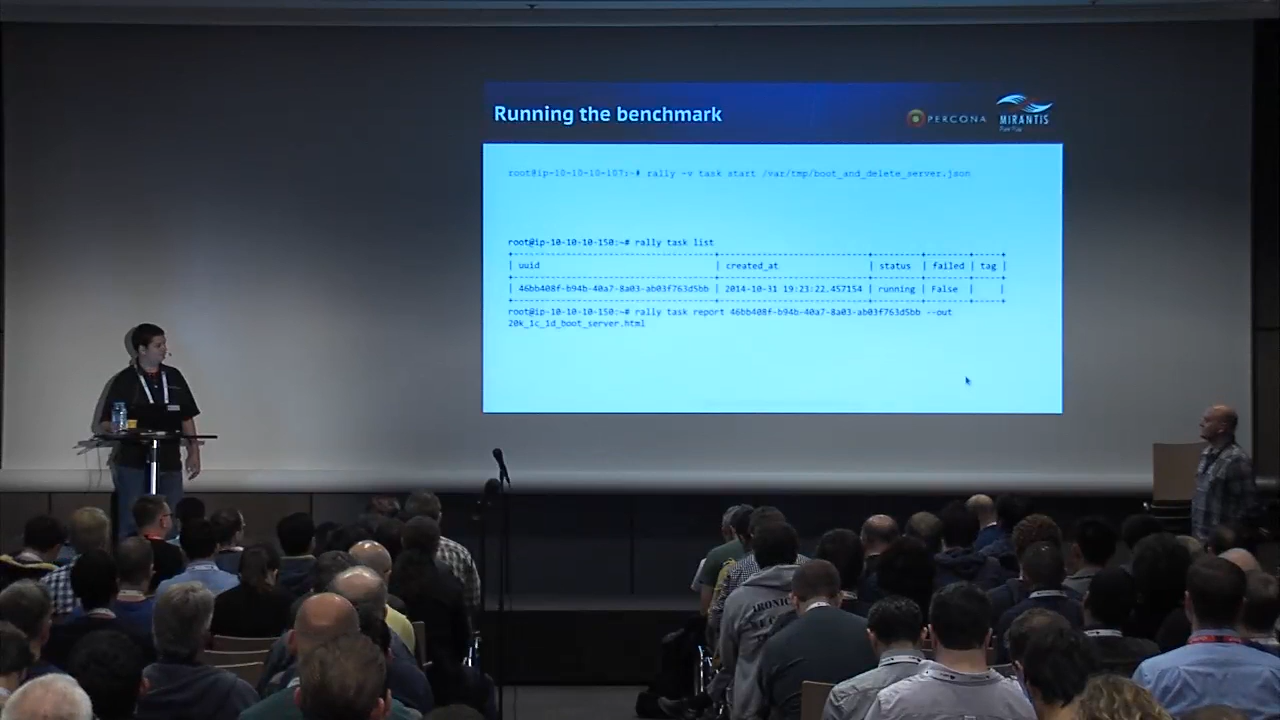 Running the benchmark
PERCONA
MIRANTIS
root@ip-10-10-10-107:~# rally -v task start /var/tmp/boot_and_delete_server.json
root@ip-10-10-10-150:~# rally task list
| uuid | created_at | status | failed | tag |
| 46bb408f-b94b-40a7-8a03-ab03f763d5bb | 2014-10-31 19:23:22.457154 | running | False | |
root@ip-10-10-10-150:~# rally task report 46bb408f-b94b-40a7-8a03-ab03f763d5bb --out
20k_1c_1d_boot_server.html